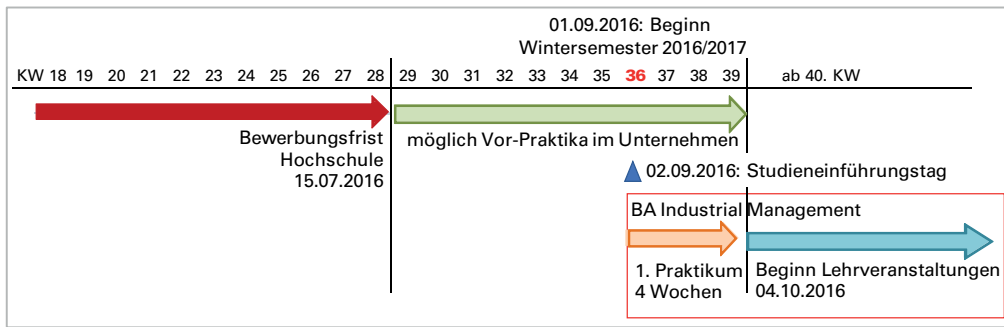 01.09.2016: Beginn
Wintersemester 2016/2017
KW 18 19 20 21 22 23 24 25 26 27 28 29 30 31 32 33 34 35 36 37 38 39 ab 40. KW
Bewerbungsfrist
Hochschule
15.07.2016
möglich Vor-Praktika im Unternehmen
02.09.2016: Studieneinführungstag
BA Industrial Management
1. Praktikum
4 Wochen
Beginn Lehrveranstaltungen
04.10.2016